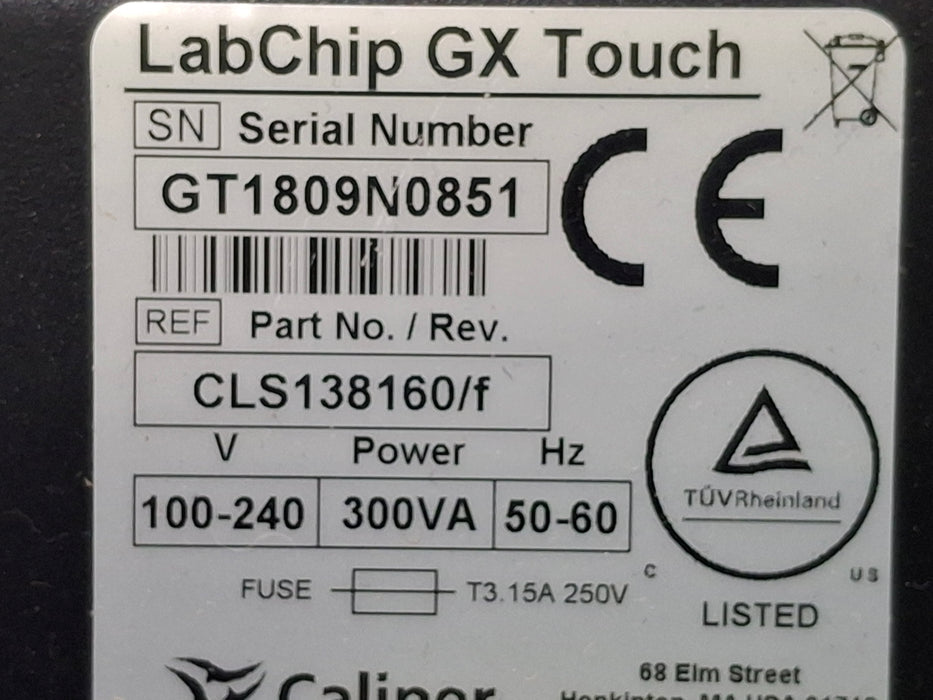 LabChip GX Touch
SN Serial Number
GT1809N0851
REF Part No. / Rev.
CLS138160/f
V Power Hz
100-240 300VA 50-60
TÜVRheinland
C US
FUSE T3.15A 250V
LISTED
68 Elm Street
Caliper